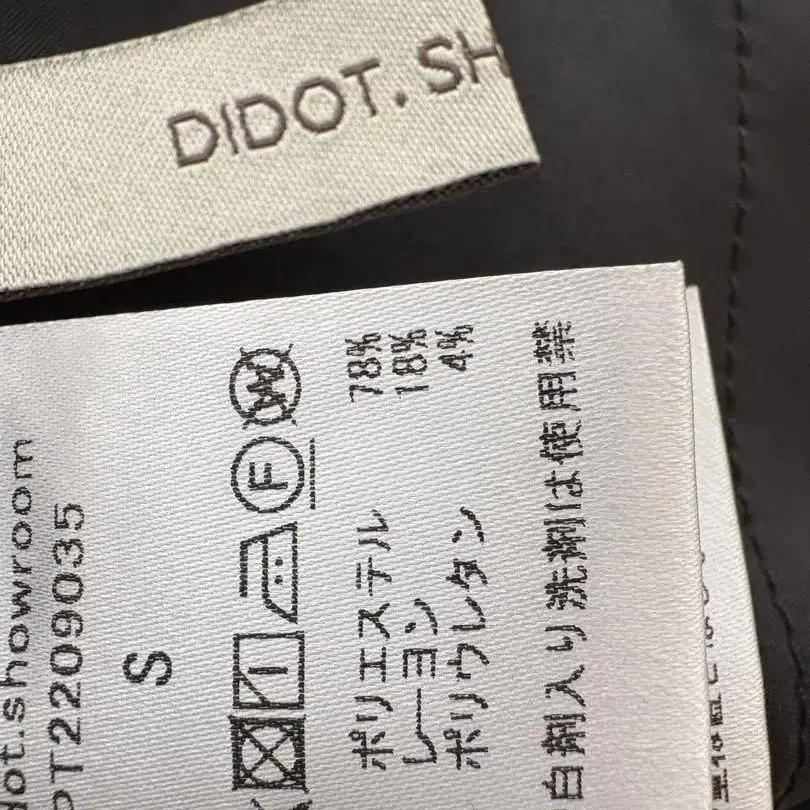 DIDOT. SH
dot.showroom
PT2209035
S
W
F
ポリエステル 78%
レーヨン 18%
ポリウレタン 4%
白剤入り洗剤は使用禁